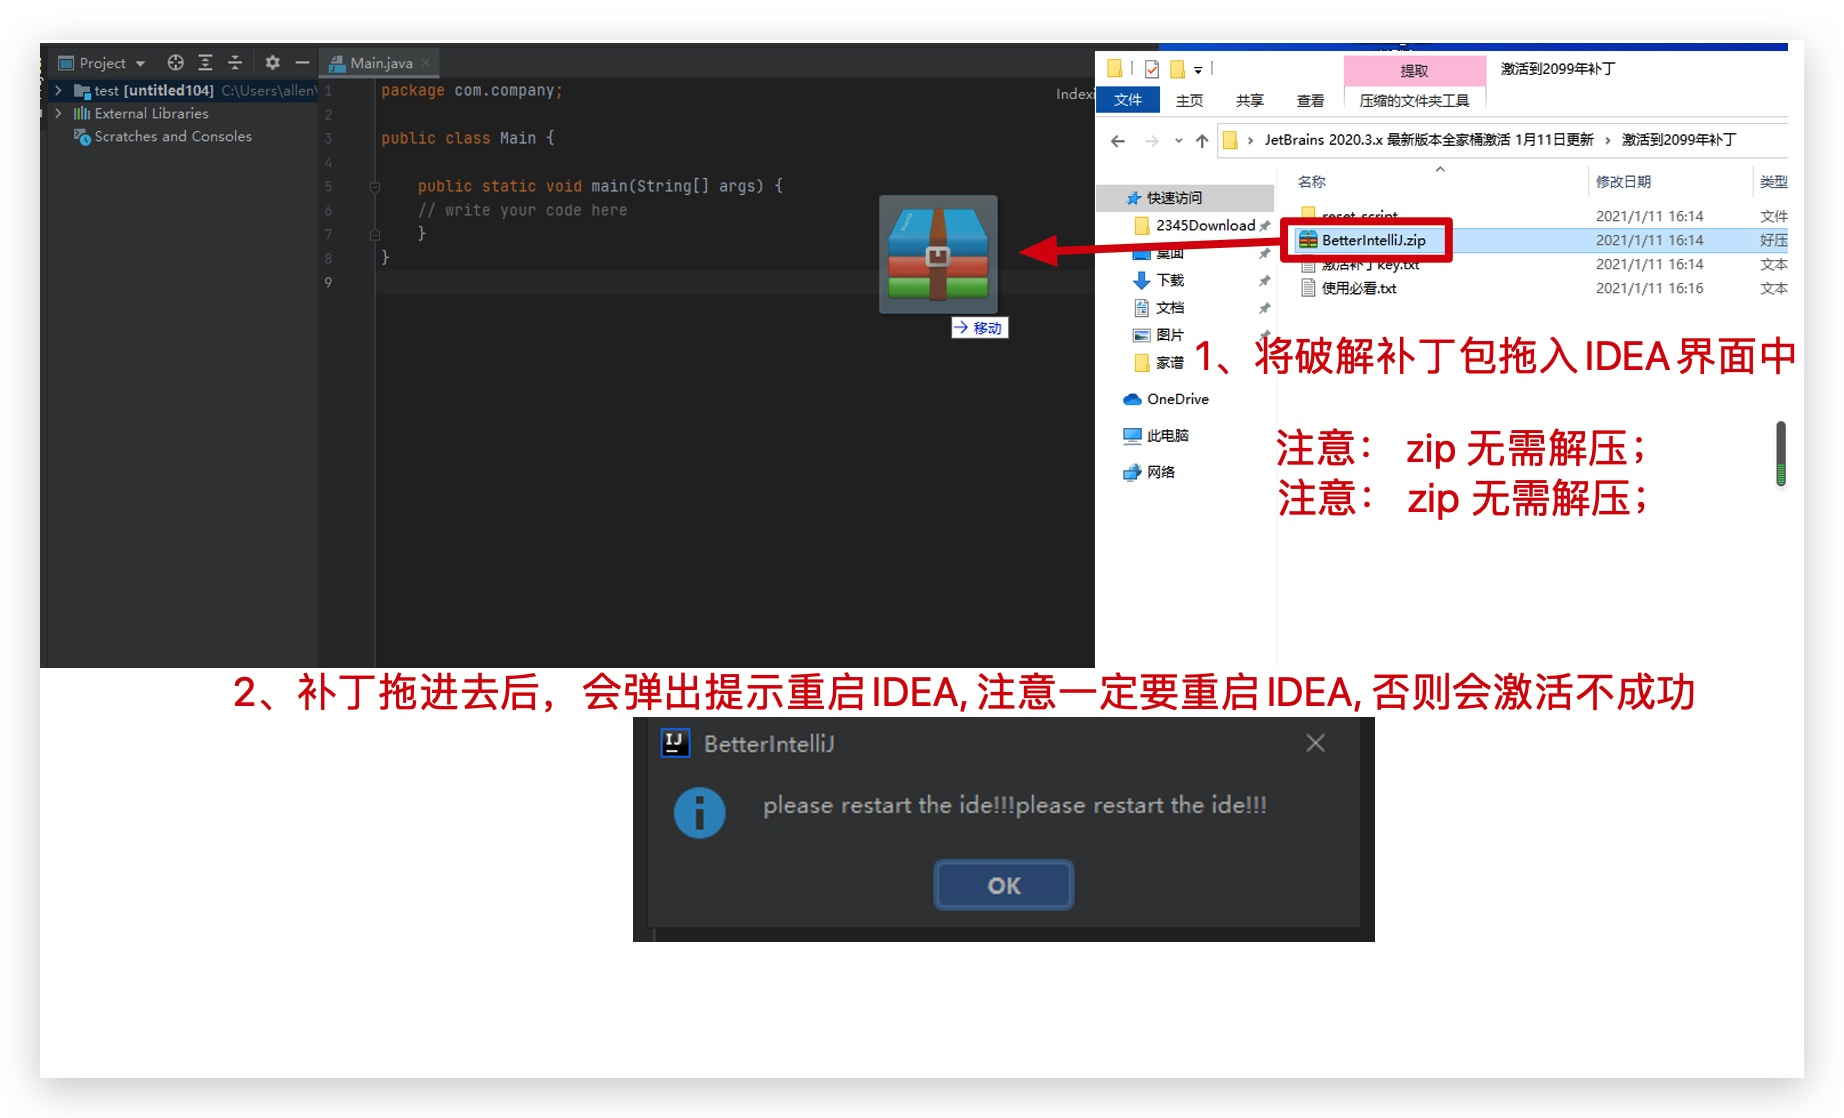 Project
Main.java
test [untitled104] C:\Users\allen\
External Libraries
Scratches and Consoles
1 package com.company;
2
3 public class Main {
4
5 public static void main(String[] args) {
6 // write your code here
7 }
8 }
9
移动
提取
激活到2099年补丁
文件 主页 共享 查看 压缩的文件夹工具
JetBrains 2020.3.x 最新版本全家桶激活 1月11日更新 › 激活到2099年补丁
名称 修改日期 类型
快速访问
2345Download
桌面
下载
文档
图片
家谱
OneDrive
此电脑
网络
reset_script 2021/1/11 16:14 文件
BetterIntelliJ.zip 2021/1/11 16:14 好压
激活补丁key.txt 2021/1/11 16:14 文本
使用必看.txt 2021/1/11 16:16 文本
1、将破解补丁包拖入IDEA界面中
注意： zip 无需解压；
注意： zip 无需解压；
2、补丁拖进去后，会弹出提示重启IDEA, 注意一定要重启IDEA, 否则会激活不成功
BetterIntelliJ
please restart the ide!!!please restart the ide!!!
OK